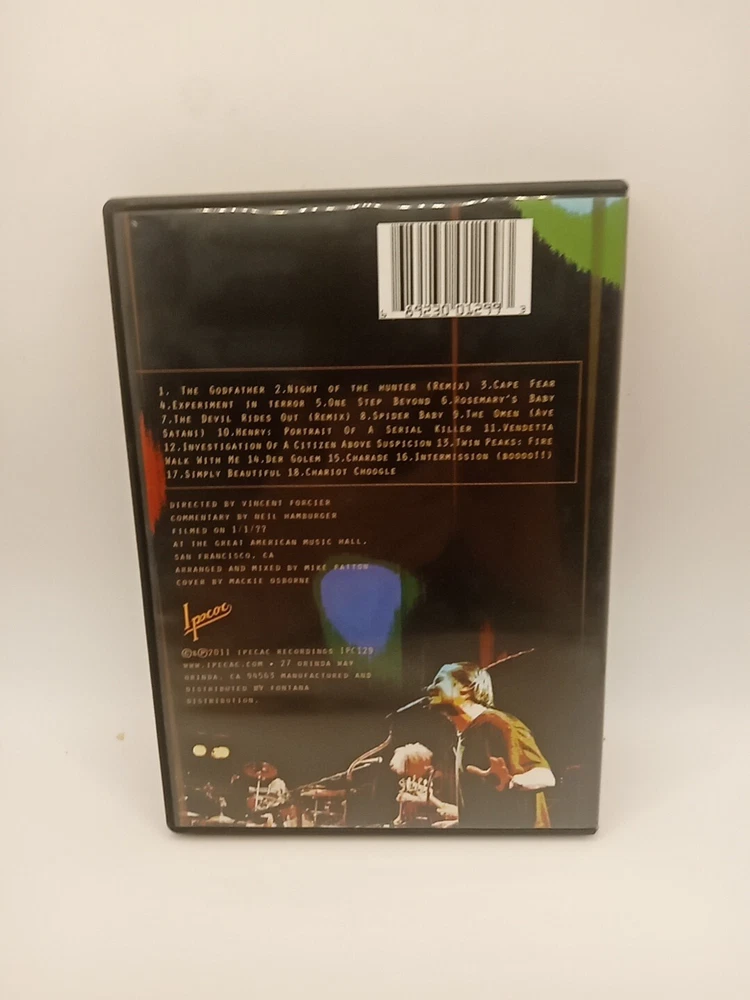 6 89230 01299 3
1. The Godfather 2.Night of the Hunter (Remix) 3.Cape Fear
4.Experiment in Terror 5.One Step Beyond 6.Rosemary's Baby
7.The Devil Rides Out (Remix) 8.Spider Baby 9.The Omen (Ave
Satani) 10.Henry: Portrait Of A Serial Killer 11.Vendetta
12.Investigation Of A Citizen Above Suspicion 13.Twin Peaks: Fire
Walk With Me 14.Der Golem 15.Charade 16.Intermission (boooo!!)
17.Simply Beautiful 18.Chariot Choogle
Directed by Vincent Forcier
Commentary by Neil Hamburger
Filmed on 1/1/??
at the Great American Music Hall,
San Francisco, CA
Arranged and Mixed by Mike Patton
Cover by Mackie Osborne
Ipecac
©&℗2011 Ipecac Recordings IPC129
www.ipecac.com • 27 Orinda Way
Orinda, CA 94563 Manufactured and
Distributed by Fontana
Distribution.